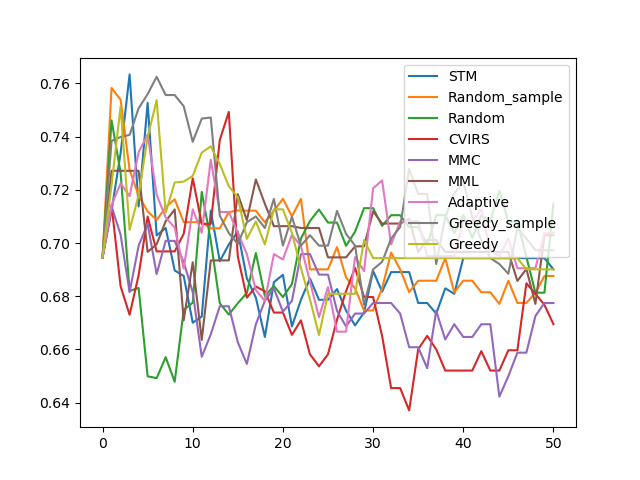 0.76
0.74
0.72
0.70
0.68
0.66
0.64
0
10
20
30
40
50
STM
Random_sample
Random
CVIRS
MMC
MML
Adaptive
Greedy_sample
Greedy